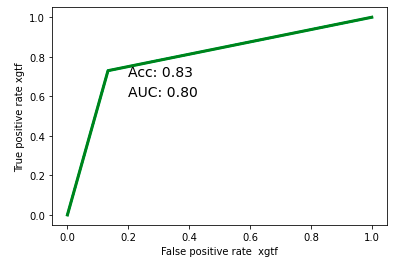 1.0
0.8
0.6
0.4
0.2
0.0
True positive rate xgtf
Acc: 0.83
AUC: 0.80
0.0 0.2 0.4 0.6 0.8 1.0
False positive rate  xgtf